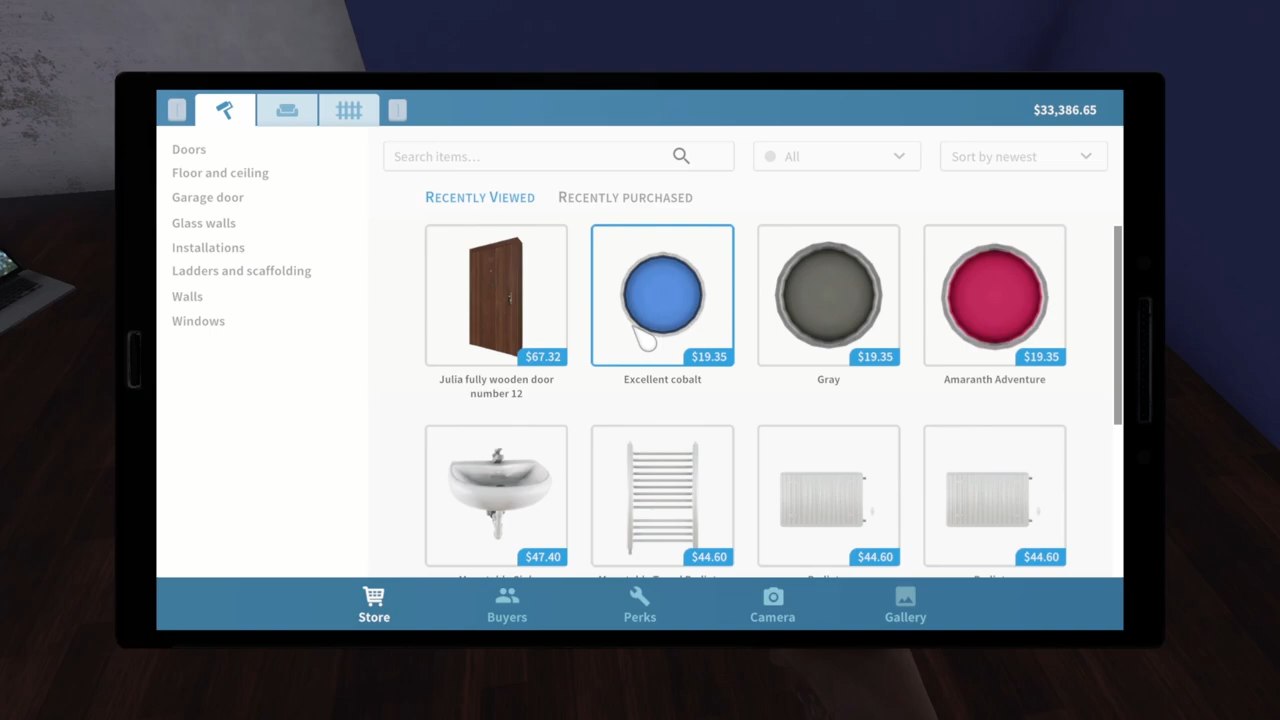 $33,386.65
Doors
Floor and ceiling
Garage door
Glass walls
Installations
Ladders and scaffolding
Walls
Windows
Search items...
All
Sort by newest
RECENTLY VIEWED
RECENTLY PURCHASED
$67.32
Julia fully wooden door
number 12
$19.35
Excellent cobalt
$19.35
Gray
$19.35
Amaranth Adventure
$47.40
$44.60
$44.60
$44.60
Store
Buyers
Perks
Camera
Gallery